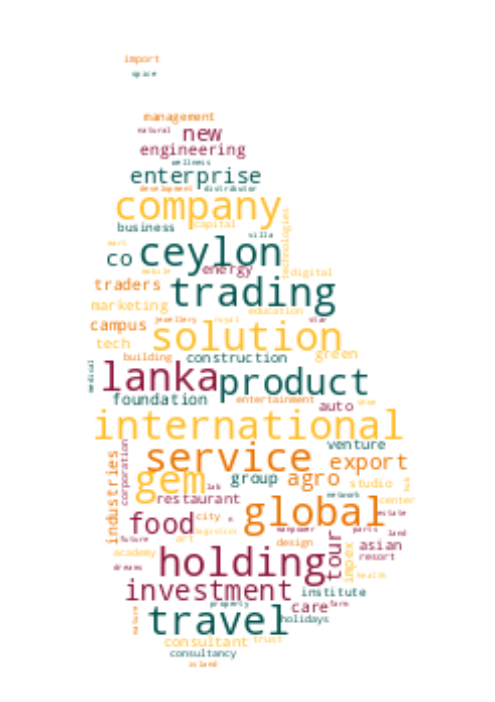 import
spice
management
natural new
engineering
wellness
enterprise
development distributor
company
business capital
villa
technologies
mart
co ceylon
mobile energy digital
traders trading
marketing education
campus jewellery royal star
tech solution
building construction green
medical
lanka product
foundation entertainment auto
international
corporation
venture
service export
industries
gem group agro studio
lab
restaurant network center
food city global estate
logistics manpower parts land
future art design
academy asian
dreams holding tour impex resort
health
investment institute
property care farm
nature travel holidays
consultant trust
consultancy
island